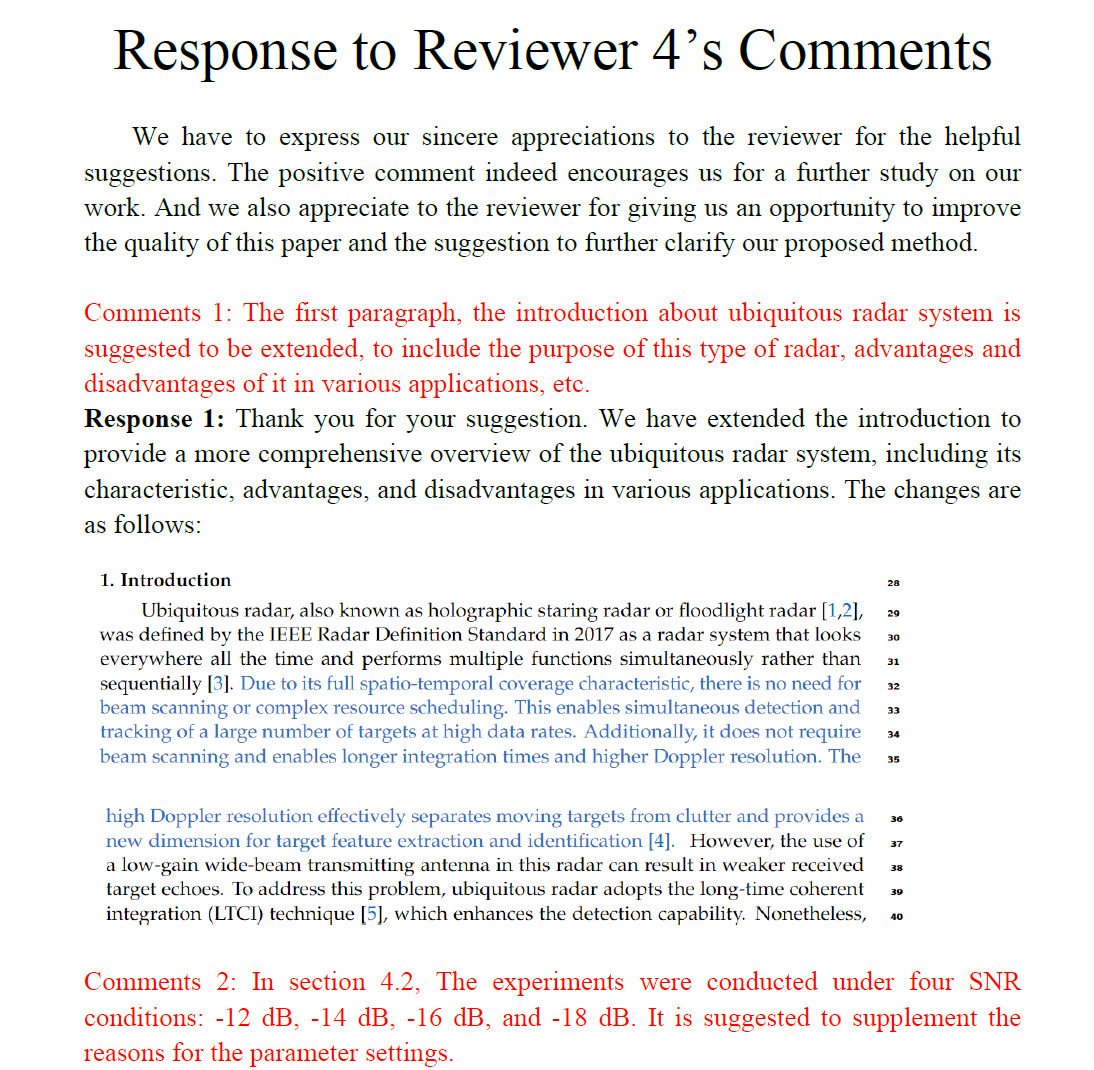 Response to Reviewer 4’s Comments
We have to express our sincere appreciations to the reviewer for the helpful
suggestions. The positive comment indeed encourages us for a further study on our
work. And we also appreciate to the reviewer for giving us an opportunity to improve
the quality of this paper and the suggestion to further clarify our proposed method.
Comments 1: The first paragraph, the introduction about ubiquitous radar system is
suggested to be extended, to include the purpose of this type of radar, advantages and
disadvantages of it in various applications, etc.
Response 1: Thank you for your suggestion. We have extended the introduction to
provide a more comprehensive overview of the ubiquitous radar system, including its
characteristic, advantages, and disadvantages in various applications. The changes are
as follows:
1. Introduction 28
Ubiquitous radar, also known as holographic staring radar or floodlight radar [1,2], 29
was defined by the IEEE Radar Definition Standard in 2017 as a radar system that looks 30
everywhere all the time and performs multiple functions simultaneously rather than 31
sequentially [3]. Due to its full spatio-temporal coverage characteristic, there is no need for 32
beam scanning or complex resource scheduling. This enables simultaneous detection and 33
tracking of a large number of targets at high data rates. Additionally, it does not require 34
beam scanning and enables longer integration times and higher Doppler resolution. The 35
high Doppler resolution effectively separates moving targets from clutter and provides a 36
new dimension for target feature extraction and identification [4]. However, the use of 37
a low-gain wide-beam transmitting antenna in this radar can result in weaker received 38
target echoes. To address this problem, ubiquitous radar adopts the long-time coherent 39
integration (LTCI) technique [5], which enhances the detection capability. Nonetheless, 40
Comments 2: In section 4.2, The experiments were conducted under four SNR
conditions: -12 dB, -14 dB, -16 dB, and -18 dB. It is suggested to supplement the
reasons for the parameter settings.